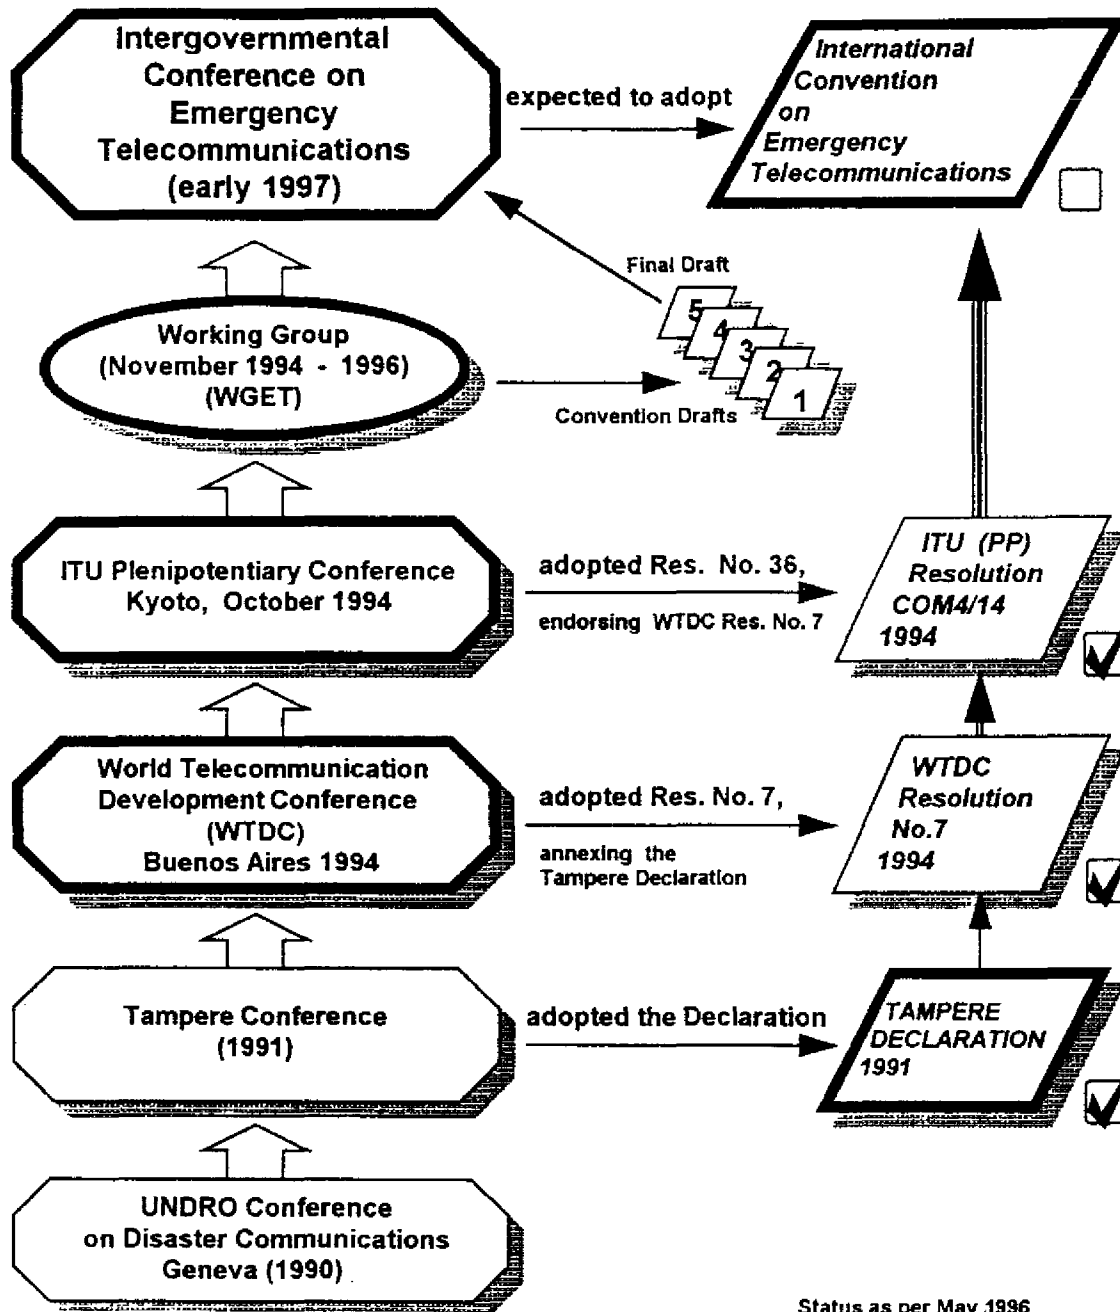 Intergovernmental
Conference on
Emergency
Telecommunications
(early 1997)
expected to adopt
International
Convention
on
Emergency
Telecommunications
Final Draft
5
4
3
2
1
Convention Drafts
Working Group
(November 1994 - 1996)
(WGET)
ITU Plenipotentiary Conference
Kyoto, October 1994
adopted Res. No. 36,
endorsing WTDC Res. No. 7
ITU (PP)
Resolution
COM4/14
1994
World Telecommunication
Development Conference
(WTDC)
Buenos Aires 1994
adopted Res. No. 7,
annexing the
Tampere Declaration
WTDC
Resolution
No.7
1994
Tampere Conference
(1991)
adopted the Declaration
TAMPERE
DECLARATION
1991
UNDRO Conference
on Disaster Communications
Geneva (1990)
Status as per May 1996